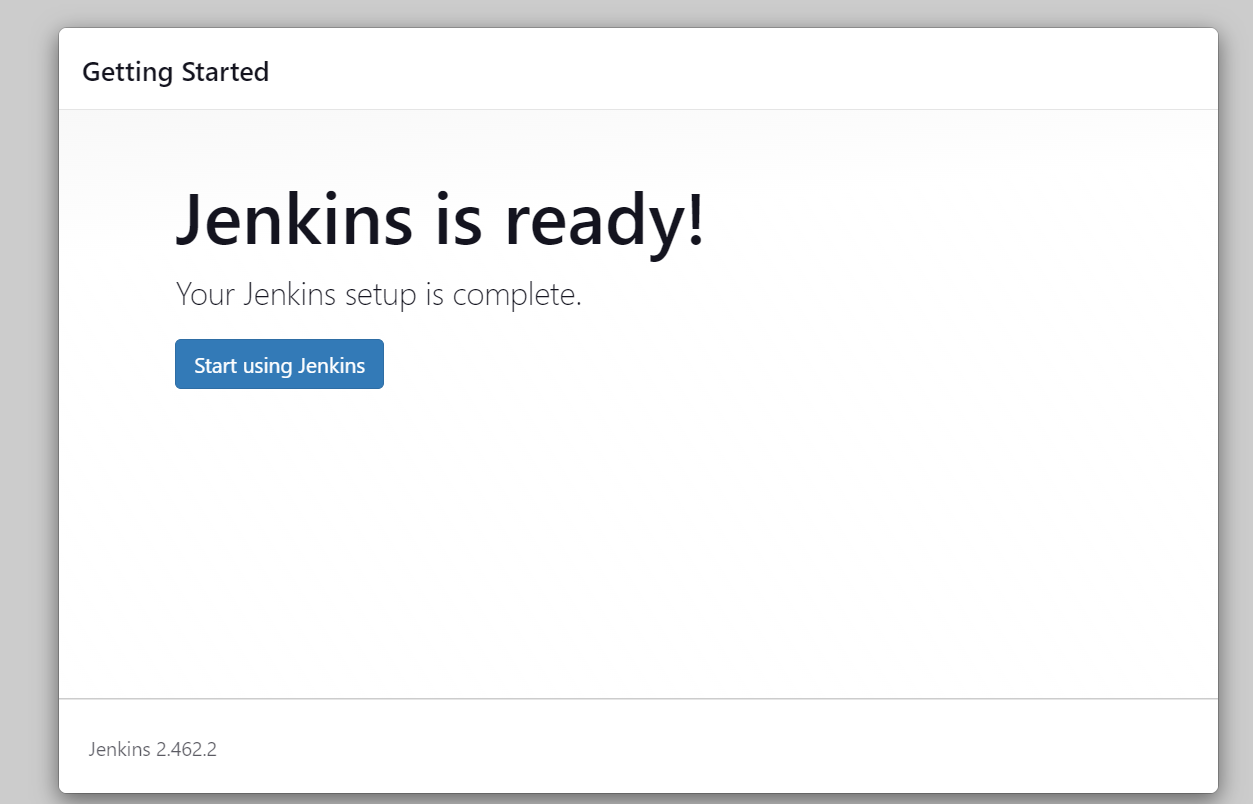 Getting Started
Jenkins is ready!
Your Jenkins setup is complete.
Start using Jenkins
Jenkins 2.462.2